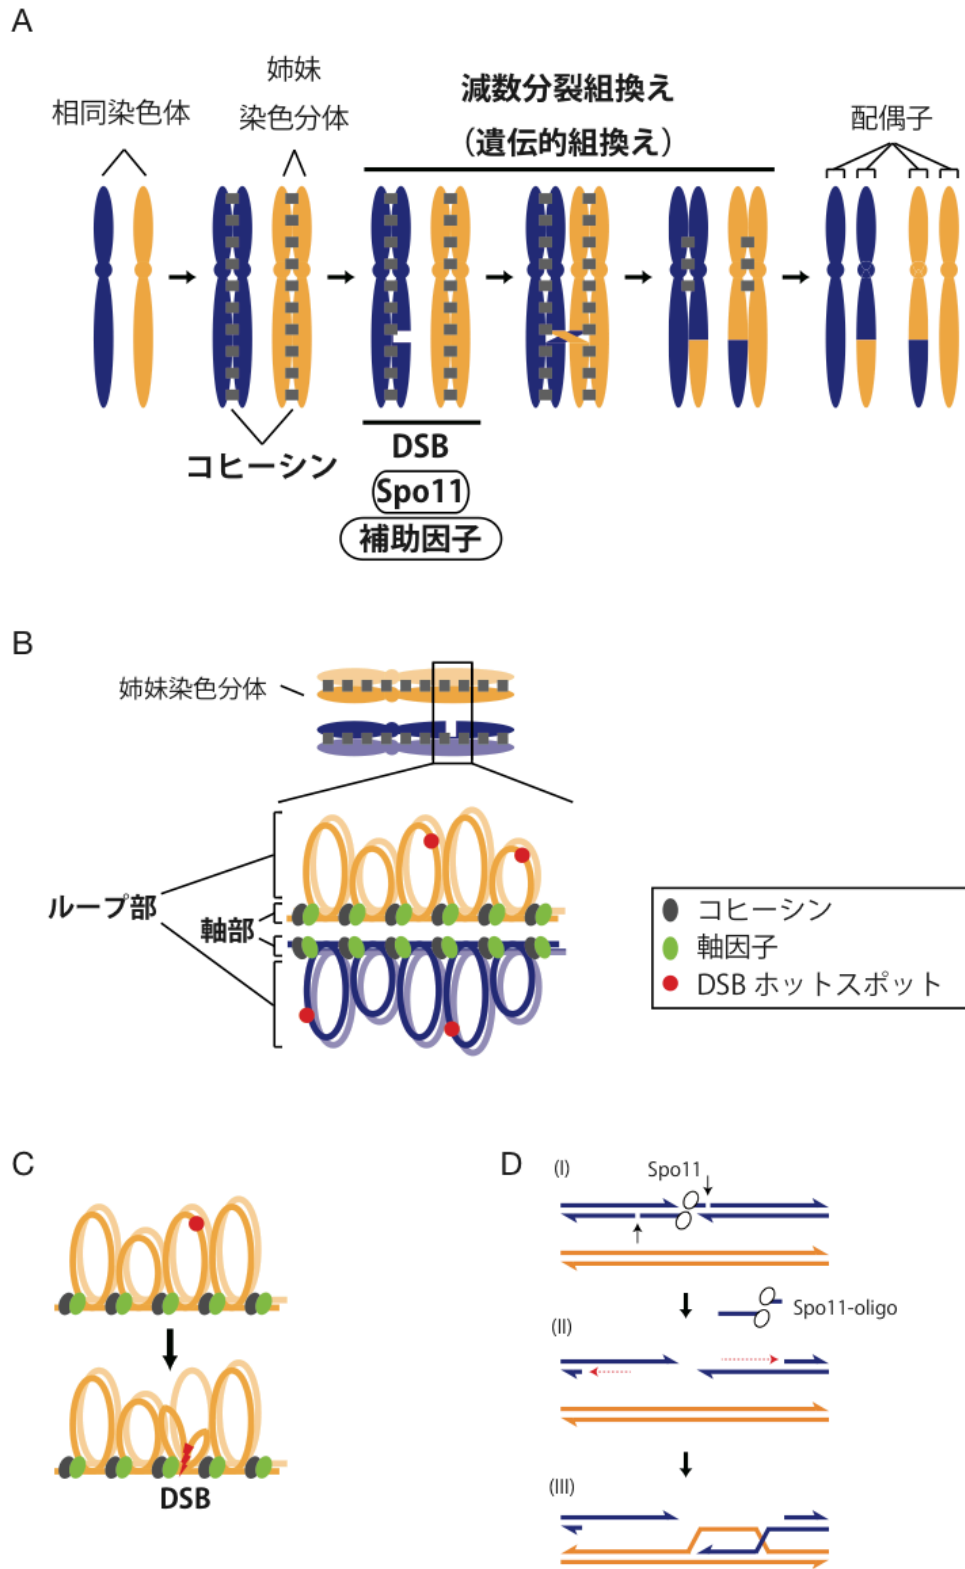 A
相同染色体
姉妹
染色分体
減数分裂組換え
（遺伝的組換え）
配偶子
コヒーシン
DSB
Spo11
補助因子
B
姉妹染色分体
ループ部
軸部
コヒーシン
軸因子
DSB ホットスポット
C
DSB
D
(I)
Spo11
Spo11-oligo
(II)
(III)